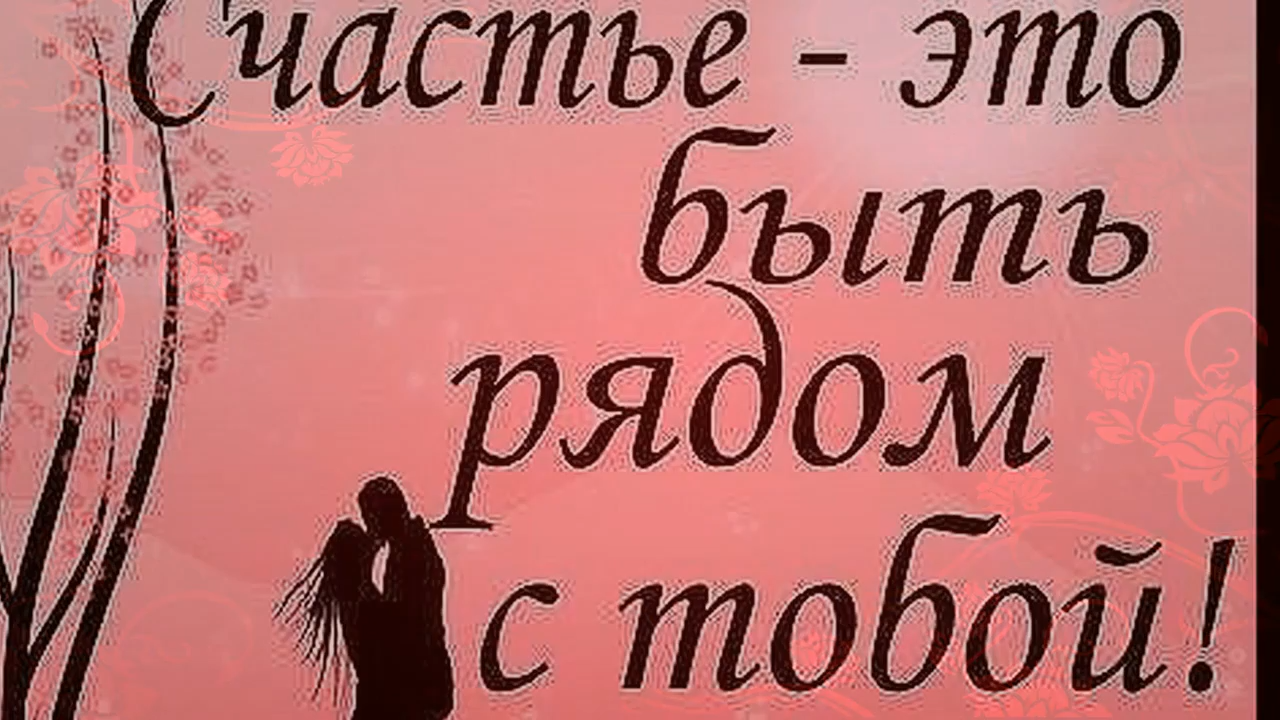 Счастье - это
быть
рядом
с тобой!